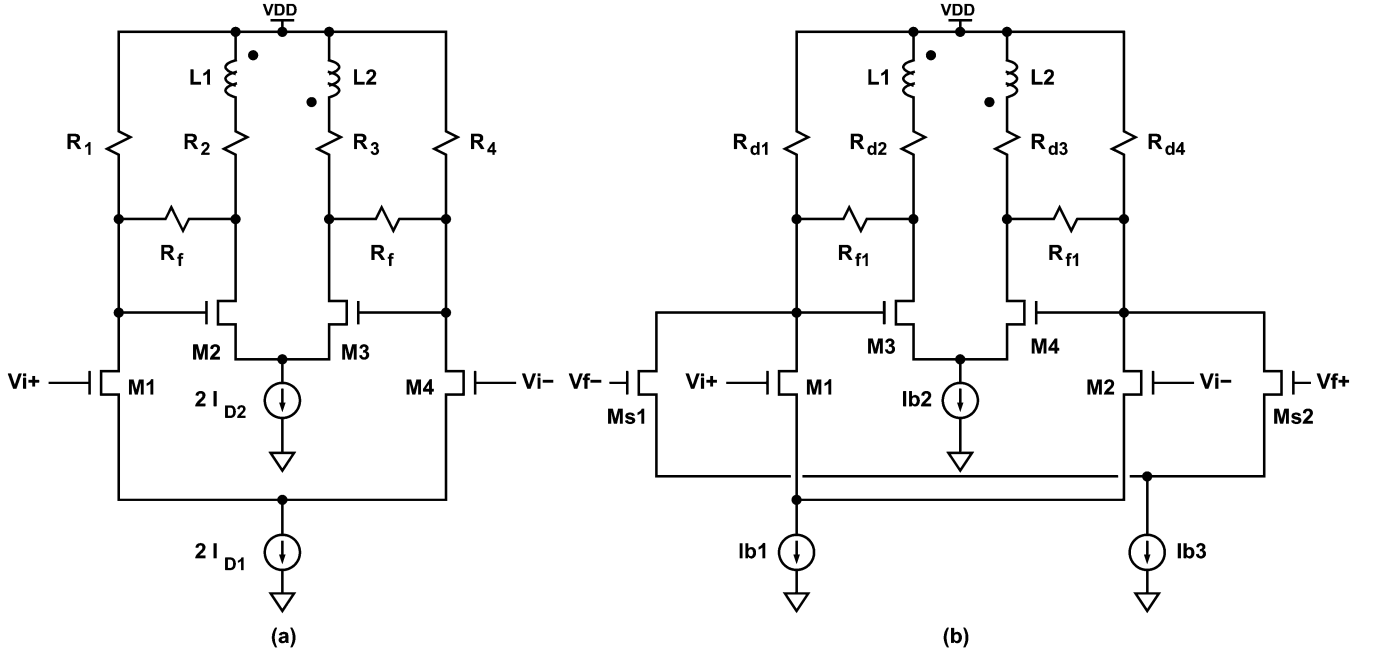 VDD
L1
L2
R1
R2
R3
R4
Rf
Rf
M2
M3
Vi+
M1
M4
Vi−
2 I D2
2 I D1
(a)
VDD
L1
L2
Rd1
Rd2
Rd3
Rd4
Rf1
Rf1
M3
M4
Vf−
Vi+
Ms1
M1
M2
Vi−
Vf+
Ms2
Ib2
Ib1
Ib3
(b)